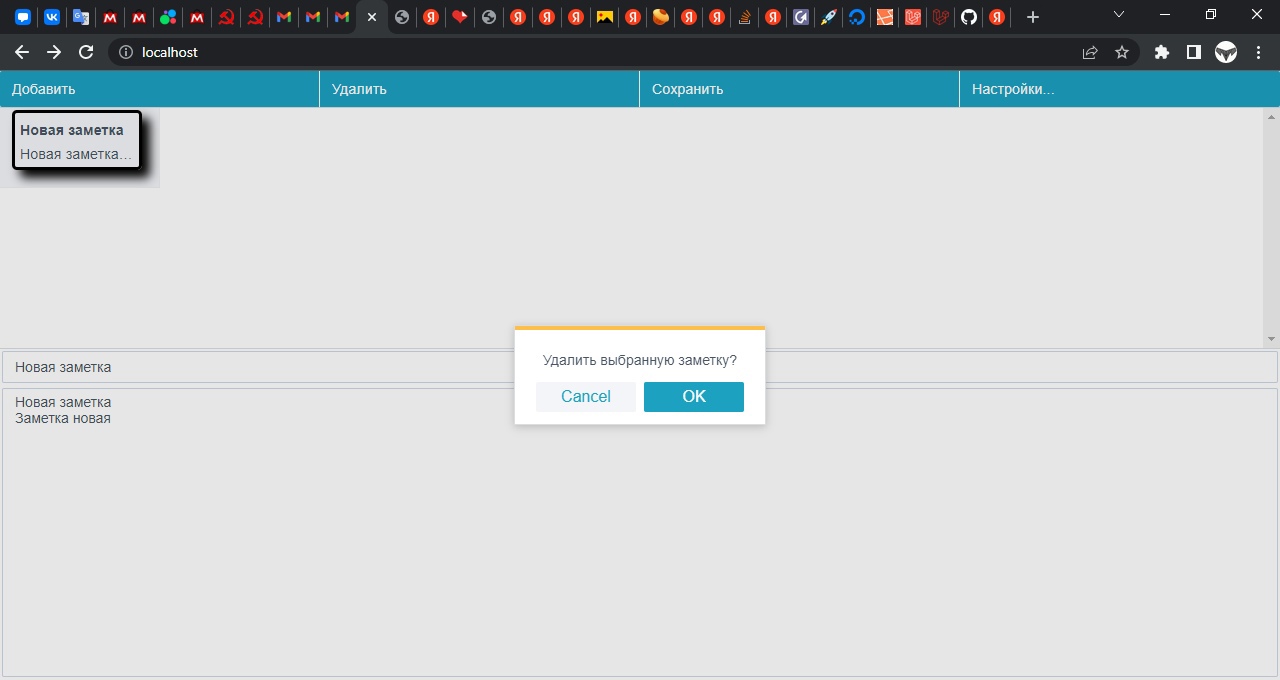 localhost
Добавить
Удалить
Сохранить
Настройки...
Новая заметка
Новая заметка...
Удалить выбранную заметку?
Cancel
OK
Новая заметка
Новая заметка
Заметка новая